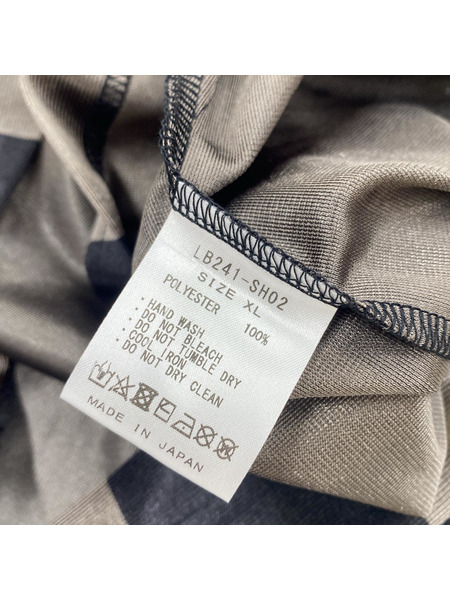 LB241-SH02
SIZE XL
POLYESTER 100%
・HAND WASH
・DO NOT BLEACH
・DO NOT TUMBLE DRY
・COOL IRON
・DO NOT DRY CLEAN
MADE IN JAPAN